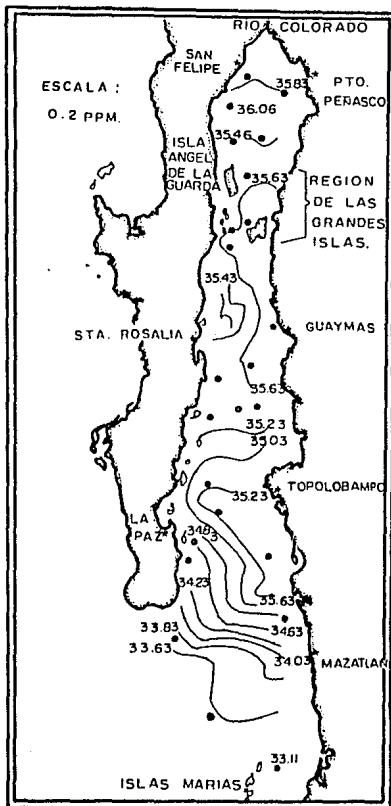 RIO COLORADO
SAN
FELIPE
35.83
PTO.
PEÑASCO
ESCALA :
0.2 PPM.
36.06
35.46
ISLA
ANGEL
DE LA
GUARDA
35.63
REGION
DE LAS
GRANDES
ISLAS.
35.43
STA. ROSALIA
GUAYMAS
35.63
35.23
35.03
35.23
TOPOLOBAMPO
LA
PAZ
34.83
34.23
35.63
34.63
33.83
33.63
34.03
MAZATLAN
33.11
ISLAS MARIAS